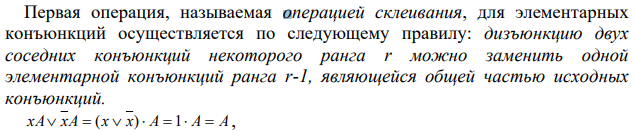 Первая операция, называемая операцией склеивания, для элементарных
конъюнкций осуществляется по следующему правилу: дизъюнкцию двух
соседних конъюнкций некоторого ранга r можно заменить одной
элементарной конъюнкций ранга r-1, являющейся общей частью исходных
конъюнкций.
xA ∨ x̅A = (x ∨ x̅) · A = 1 · A = A ,